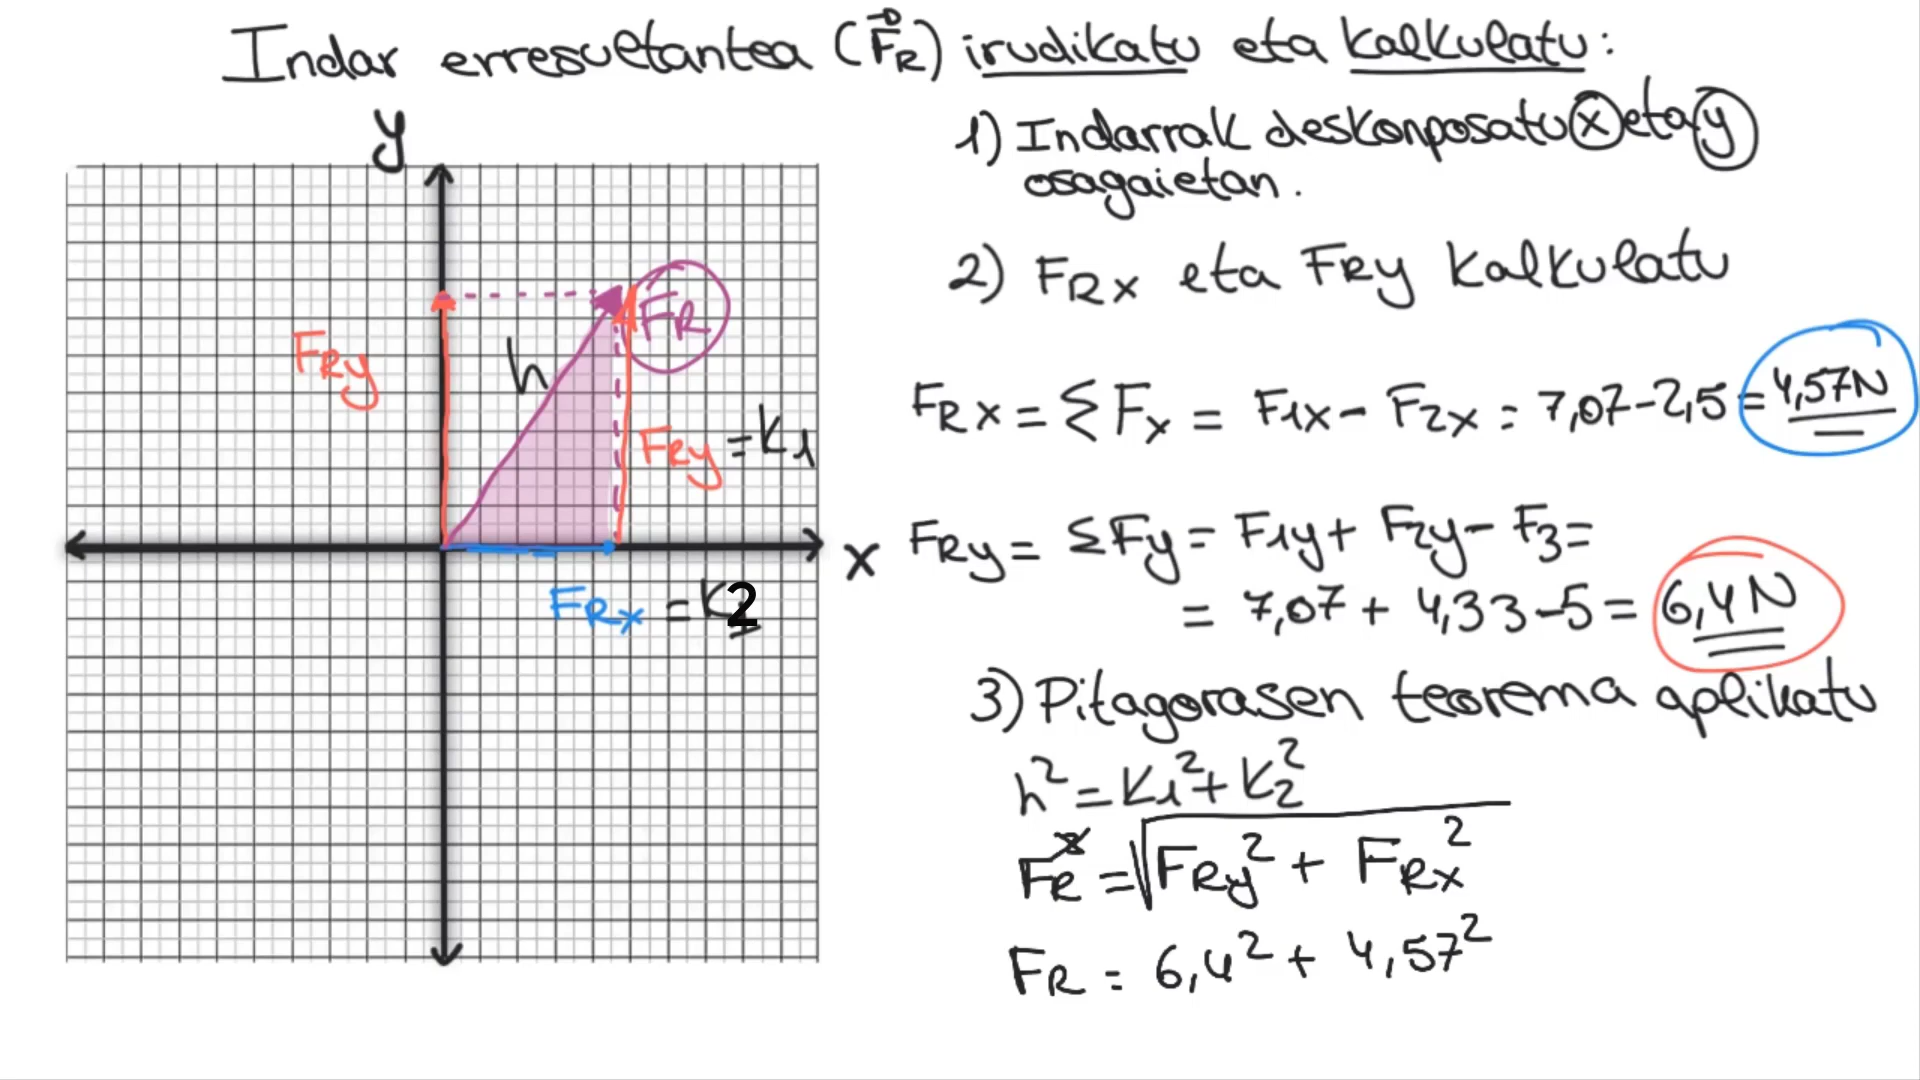 Indar erresultantea (F⃗R) irudikatu eta kalkulatu:
y
1) Indarrak deskonposatu x eta y
osagaietan.
2) FRx eta FRy kalkulatu
FR
FRy
h
FRx = ΣFx = F1x - F2x = 7,07-2,5 = 4,57N
FRy = K1
x
FRy = ΣFy = F1y + F2y - F3 =
= 7,07 + 4,33-5 = 6,4N
FRx = K2
3) Pitagorasen teorema aplikatu
h² = K1² + K2²
FR = √FRy² + FRx²
FR = 6,4² + 4,57²